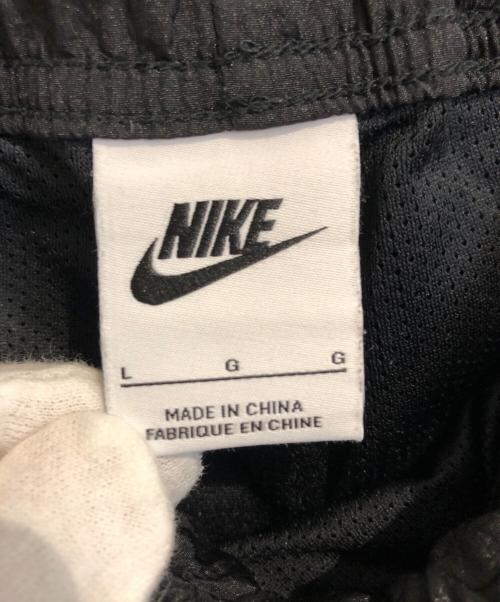 NIKE
L G G
MADE IN CHINA
FABRIQUE EN CHINE